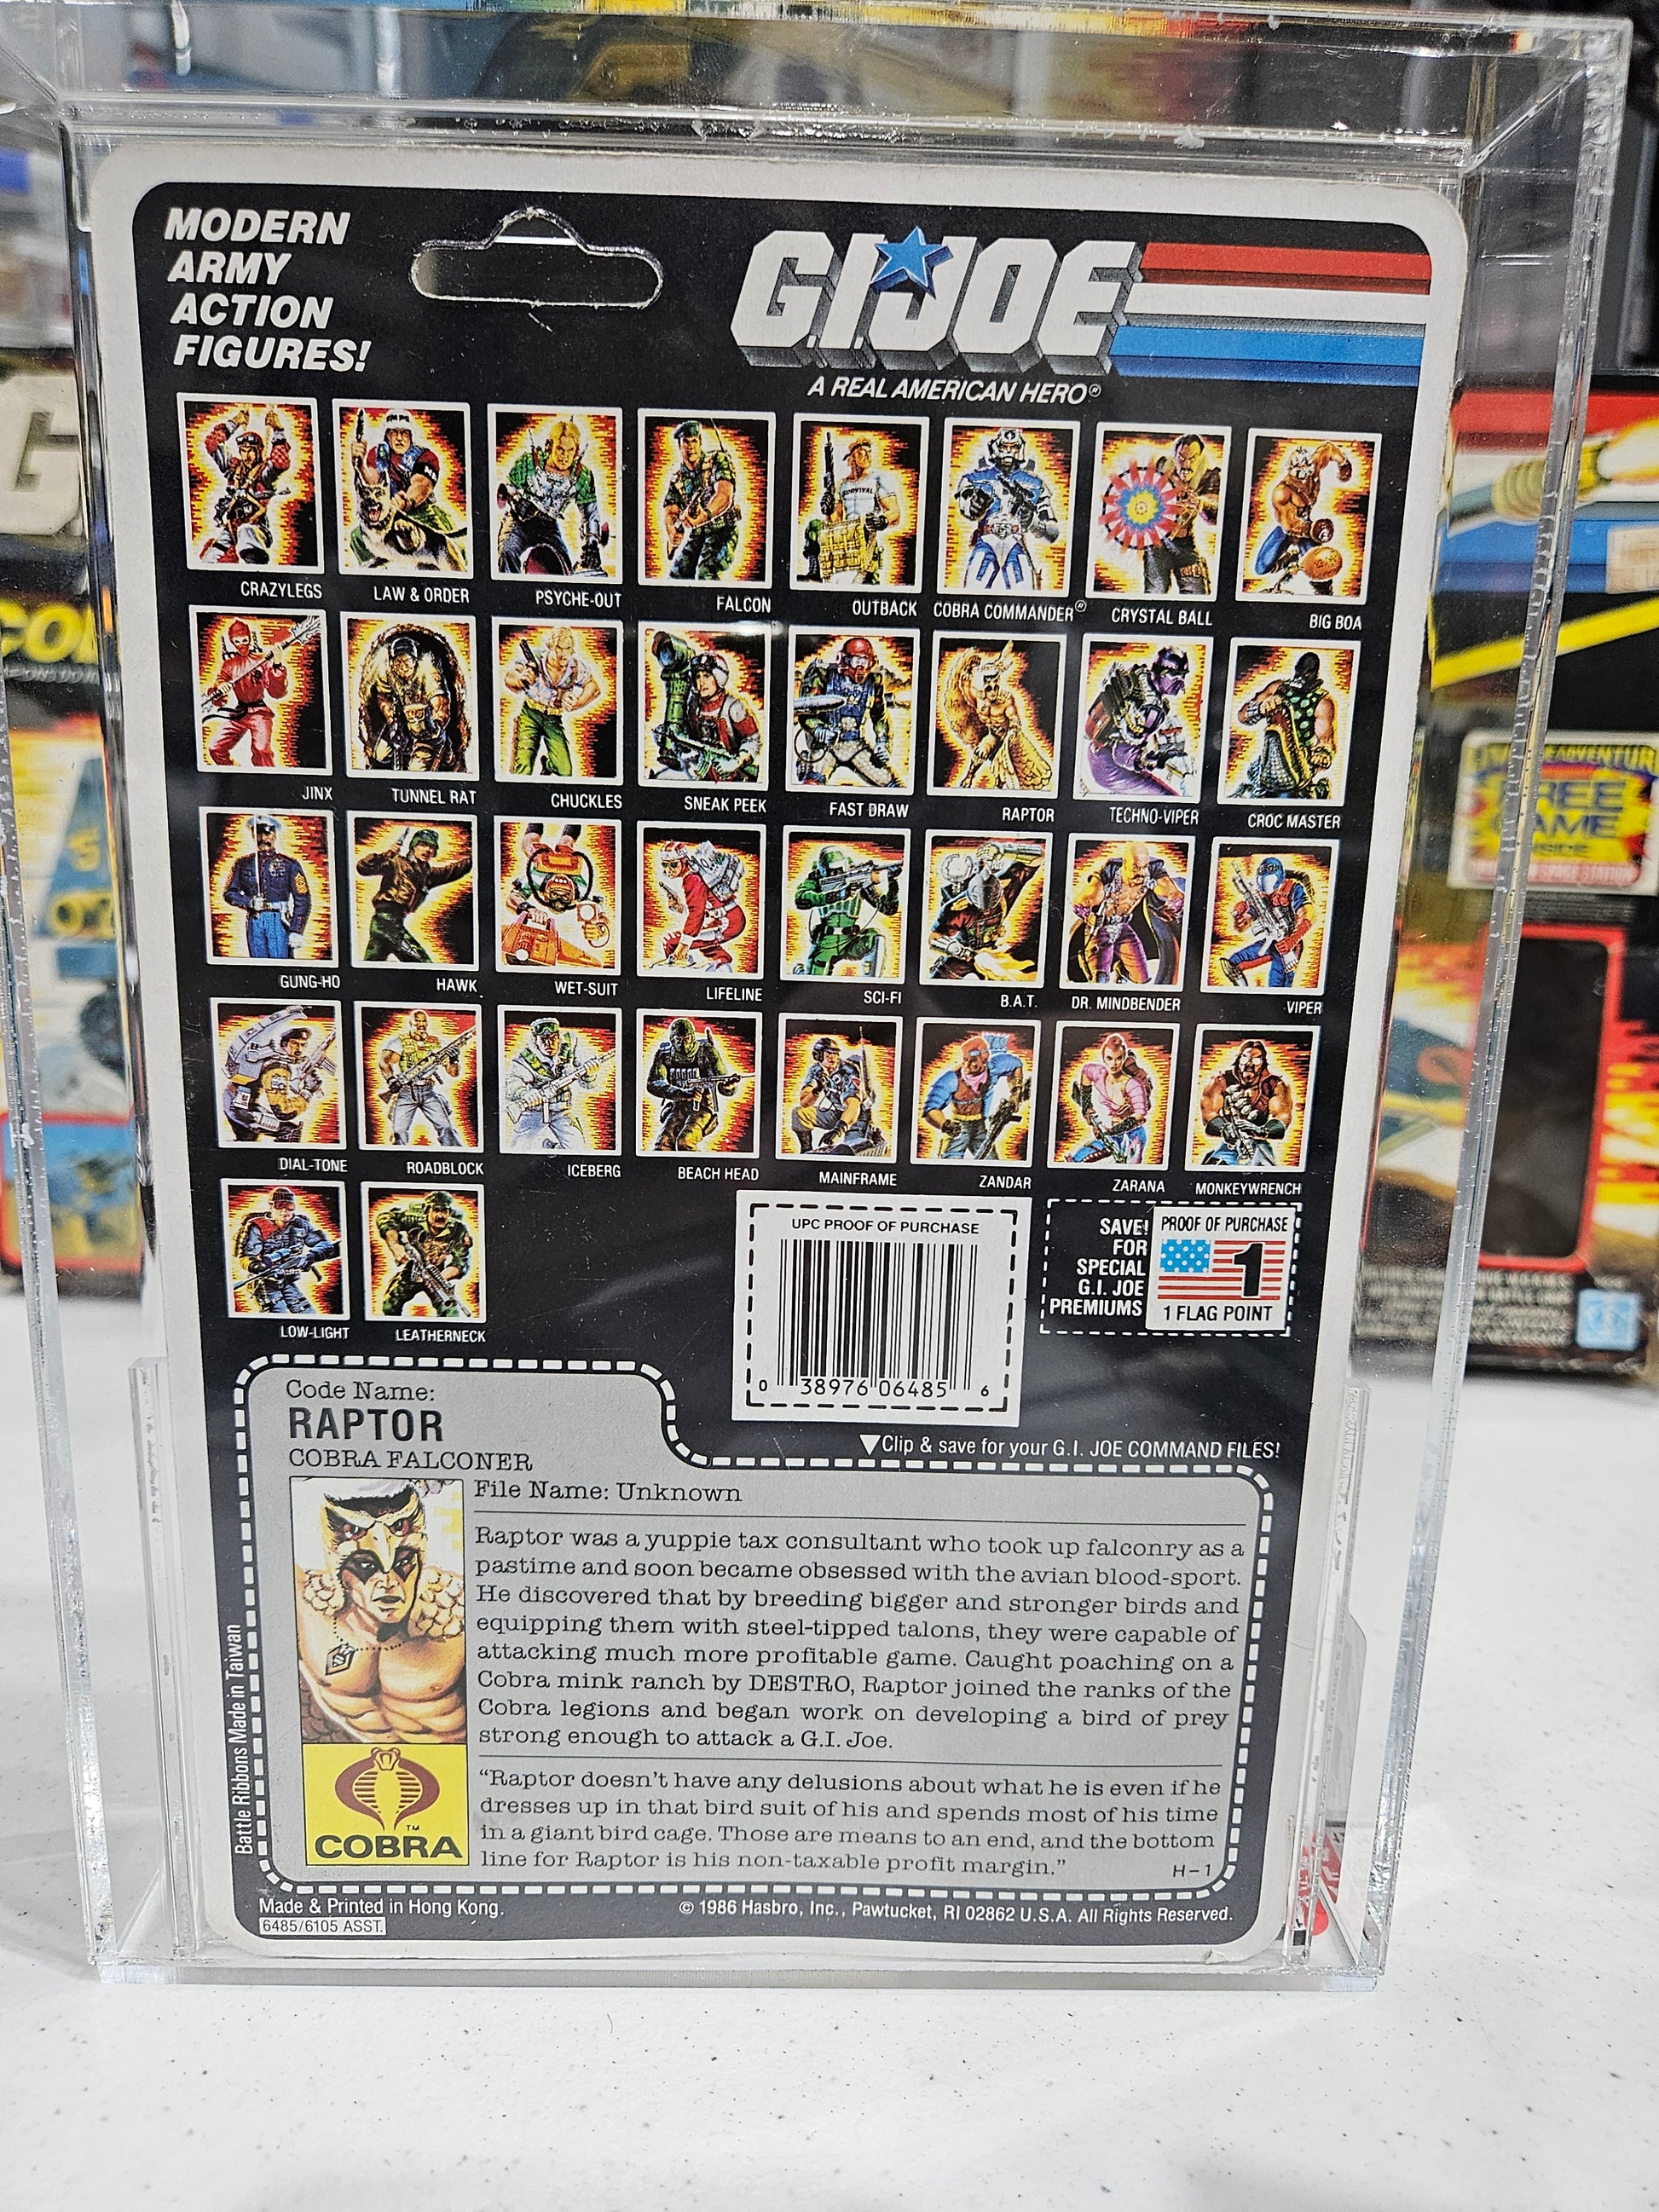 MODERN
ARMY
ACTION
FIGURES!
G.I. JOE
A REAL AMERICAN HERO®
SURVIVAL
CRAZYLEGS LAW & ORDER PSYCHE-OUT FALCON OUTBACK COBRA COMMANDER® CRYSTAL BALL BIG BOA
JINX TUNNEL RAT CHUCKLES SNEAK PEEK FAST DRAW RAPTOR TECHNO-VIPER CROC MASTER
GUNG-HO HAWK WET-SUIT LIFELINE SCI-FI B.A.T. DR. MINDBENDER VIPER
DIAL-TONE ROADBLOCK ICEBERG BEACH HEAD MAINFRAME ZANDAR ZARANA MONKEYWRENCH
LOW-LIGHT LEATHERNECK
UPC PROOF OF PURCHASE
0 38976 06485 6
SAVE!
FOR
SPECIAL
G.I. JOE
PREMIUMS
PROOF OF PURCHASE
1
1 FLAG POINT
▼Clip & save for your G.I. JOE COMMAND FILES!
Code Name:
RAPTOR
COBRA FALCONER
File Name: Unknown
Raptor was a yuppie tax consultant who took up falconry as a
pastime and soon became obsessed with the avian blood-sport.
He discovered that by breeding bigger and stronger birds and
equipping them with steel-tipped talons, they were capable of
attacking much more profitable game. Caught poaching on a
Cobra mink ranch by DESTRO, Raptor joined the ranks of the
Cobra legions and began work on developing a bird of prey
strong enough to attack a G.I. Joe.
"Raptor doesn't have any delusions about what he is even if he
dresses up in that bird suit of his and spends most of his time
in a giant bird cage. Those are means to an end, and the bottom
line for Raptor is his non-taxable profit margin."
H-1
COBRA
TM
Battle Ribbons Made in Taiwan
Made & Printed in Hong Kong.
6485/6105 ASST.
© 1986 Hasbro, Inc., Pawtucket, RI 02862 U.S.A. All Rights Reserved.
FREE
GAME
INSIDE